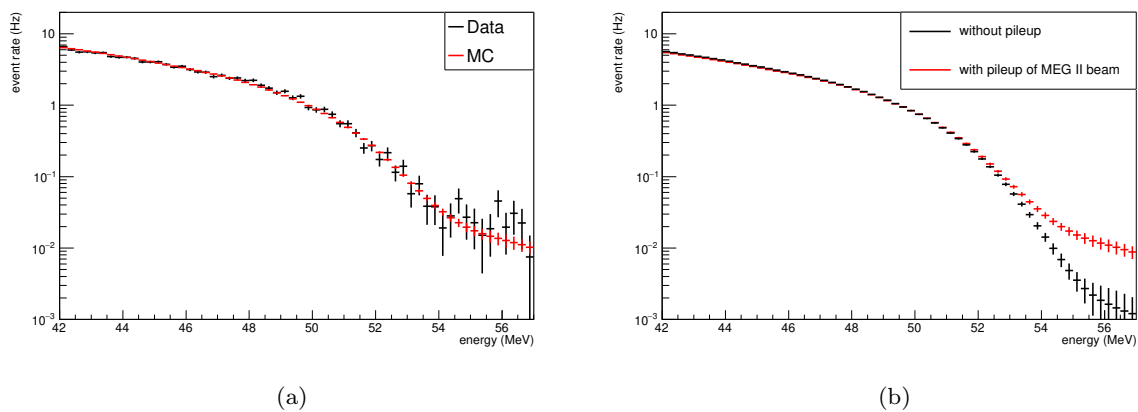 event rate (Hz)
10
1
10⁻¹
10⁻²
10⁻³
42 44 46 48 50 52 54 56
energy (MeV)
Data
MC
(a)
event rate (Hz)
10
1
10⁻¹
10⁻²
10⁻³
42 44 46 48 50 52 54 56
energy (MeV)
without pileup
with pileup of MEG II beam
(b)